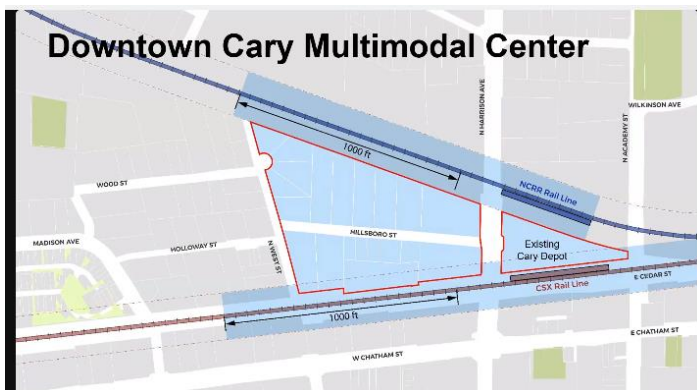 Downtown Cary Multimodal Center
N HARRISON AVE
N ACADEMY ST
WILKINSON AVE
1000 ft
NCRR Rail Line
WOOD ST
MADISON AVE
HOLLOWAY ST
N WEST ST
HILLSBORO ST
Existing
Cary Depot
E CEDAR ST
CSX Rail Line
1000 ft
E CHATHAM ST
W CHATHAM ST